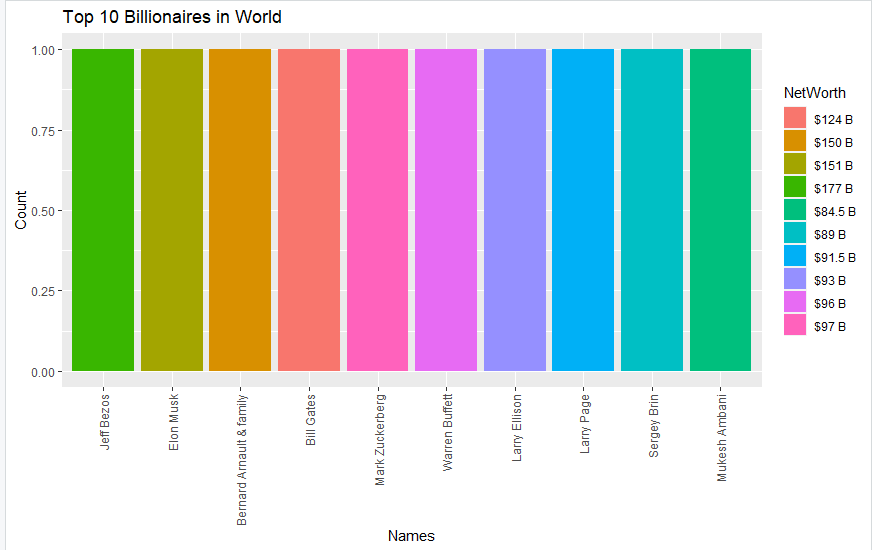 Top 10 Billionaires in World
Count
1.00
0.75
0.50
0.25
0.00
Jeff Bezos
Elon Musk
Bernard Arnault & family
Bill Gates
Mark Zuckerberg
Warren Buffett
Larry Ellison
Larry Page
Sergey Brin
Mukesh Ambani
Names
NetWorth
$124 B
$150 B
$151 B
$177 B
$84.5 B
$89 B
$91.5 B
$93 B
$96 B
$97 B